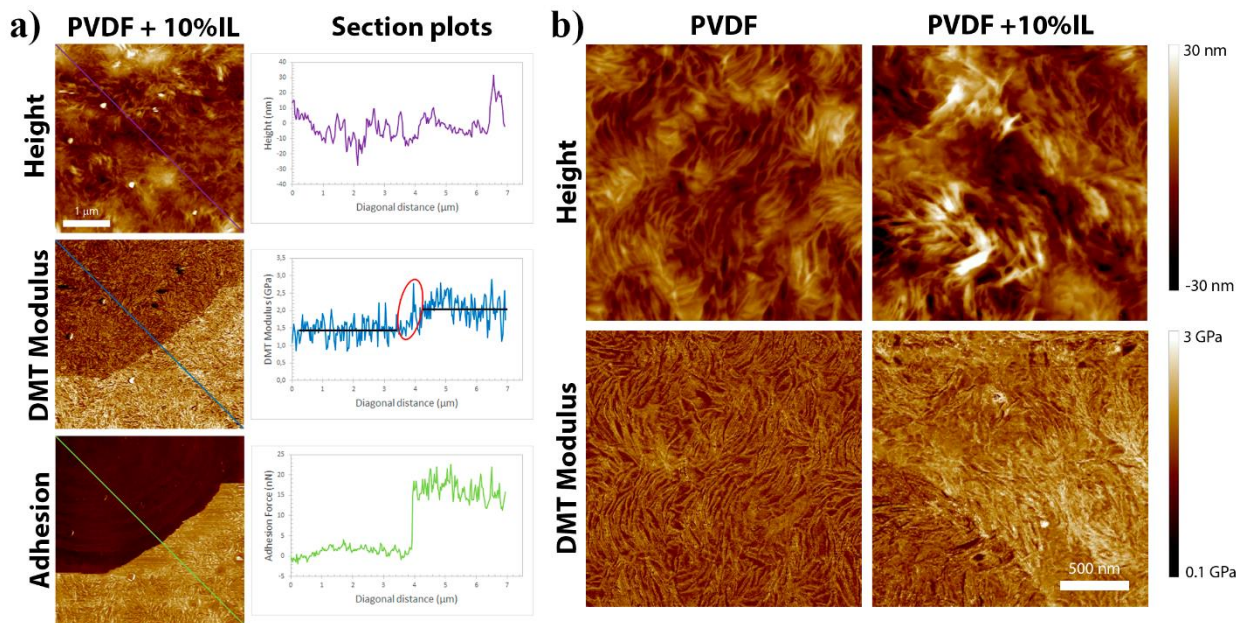 a)
PVDF + 10%IL
Section plots
Height
1 µm
40
30
20
10
0
-10
-20
-30
-40
Height (nm)
0 1 2 3 4 5 6 7
Diagonal distance (µm)
DMT Modulus
3,5
3,0
2,5
2,0
1,5
1,0
0,5
0,0
DMT Modulus (GPa)
0 1 2 3 4 5 6 7
Diagonal distance (µm)
Adhesion
25
20
15
10
5
0
-5
Adhesion Force (nN)
0 1 2 3 4 5 6 7
Diagonal distance (µm)
b)
PVDF
PVDF +10%IL
Height
30 nm
-30 nm
DMT Modulus
500 nm
3 GPa
0.1 GPa